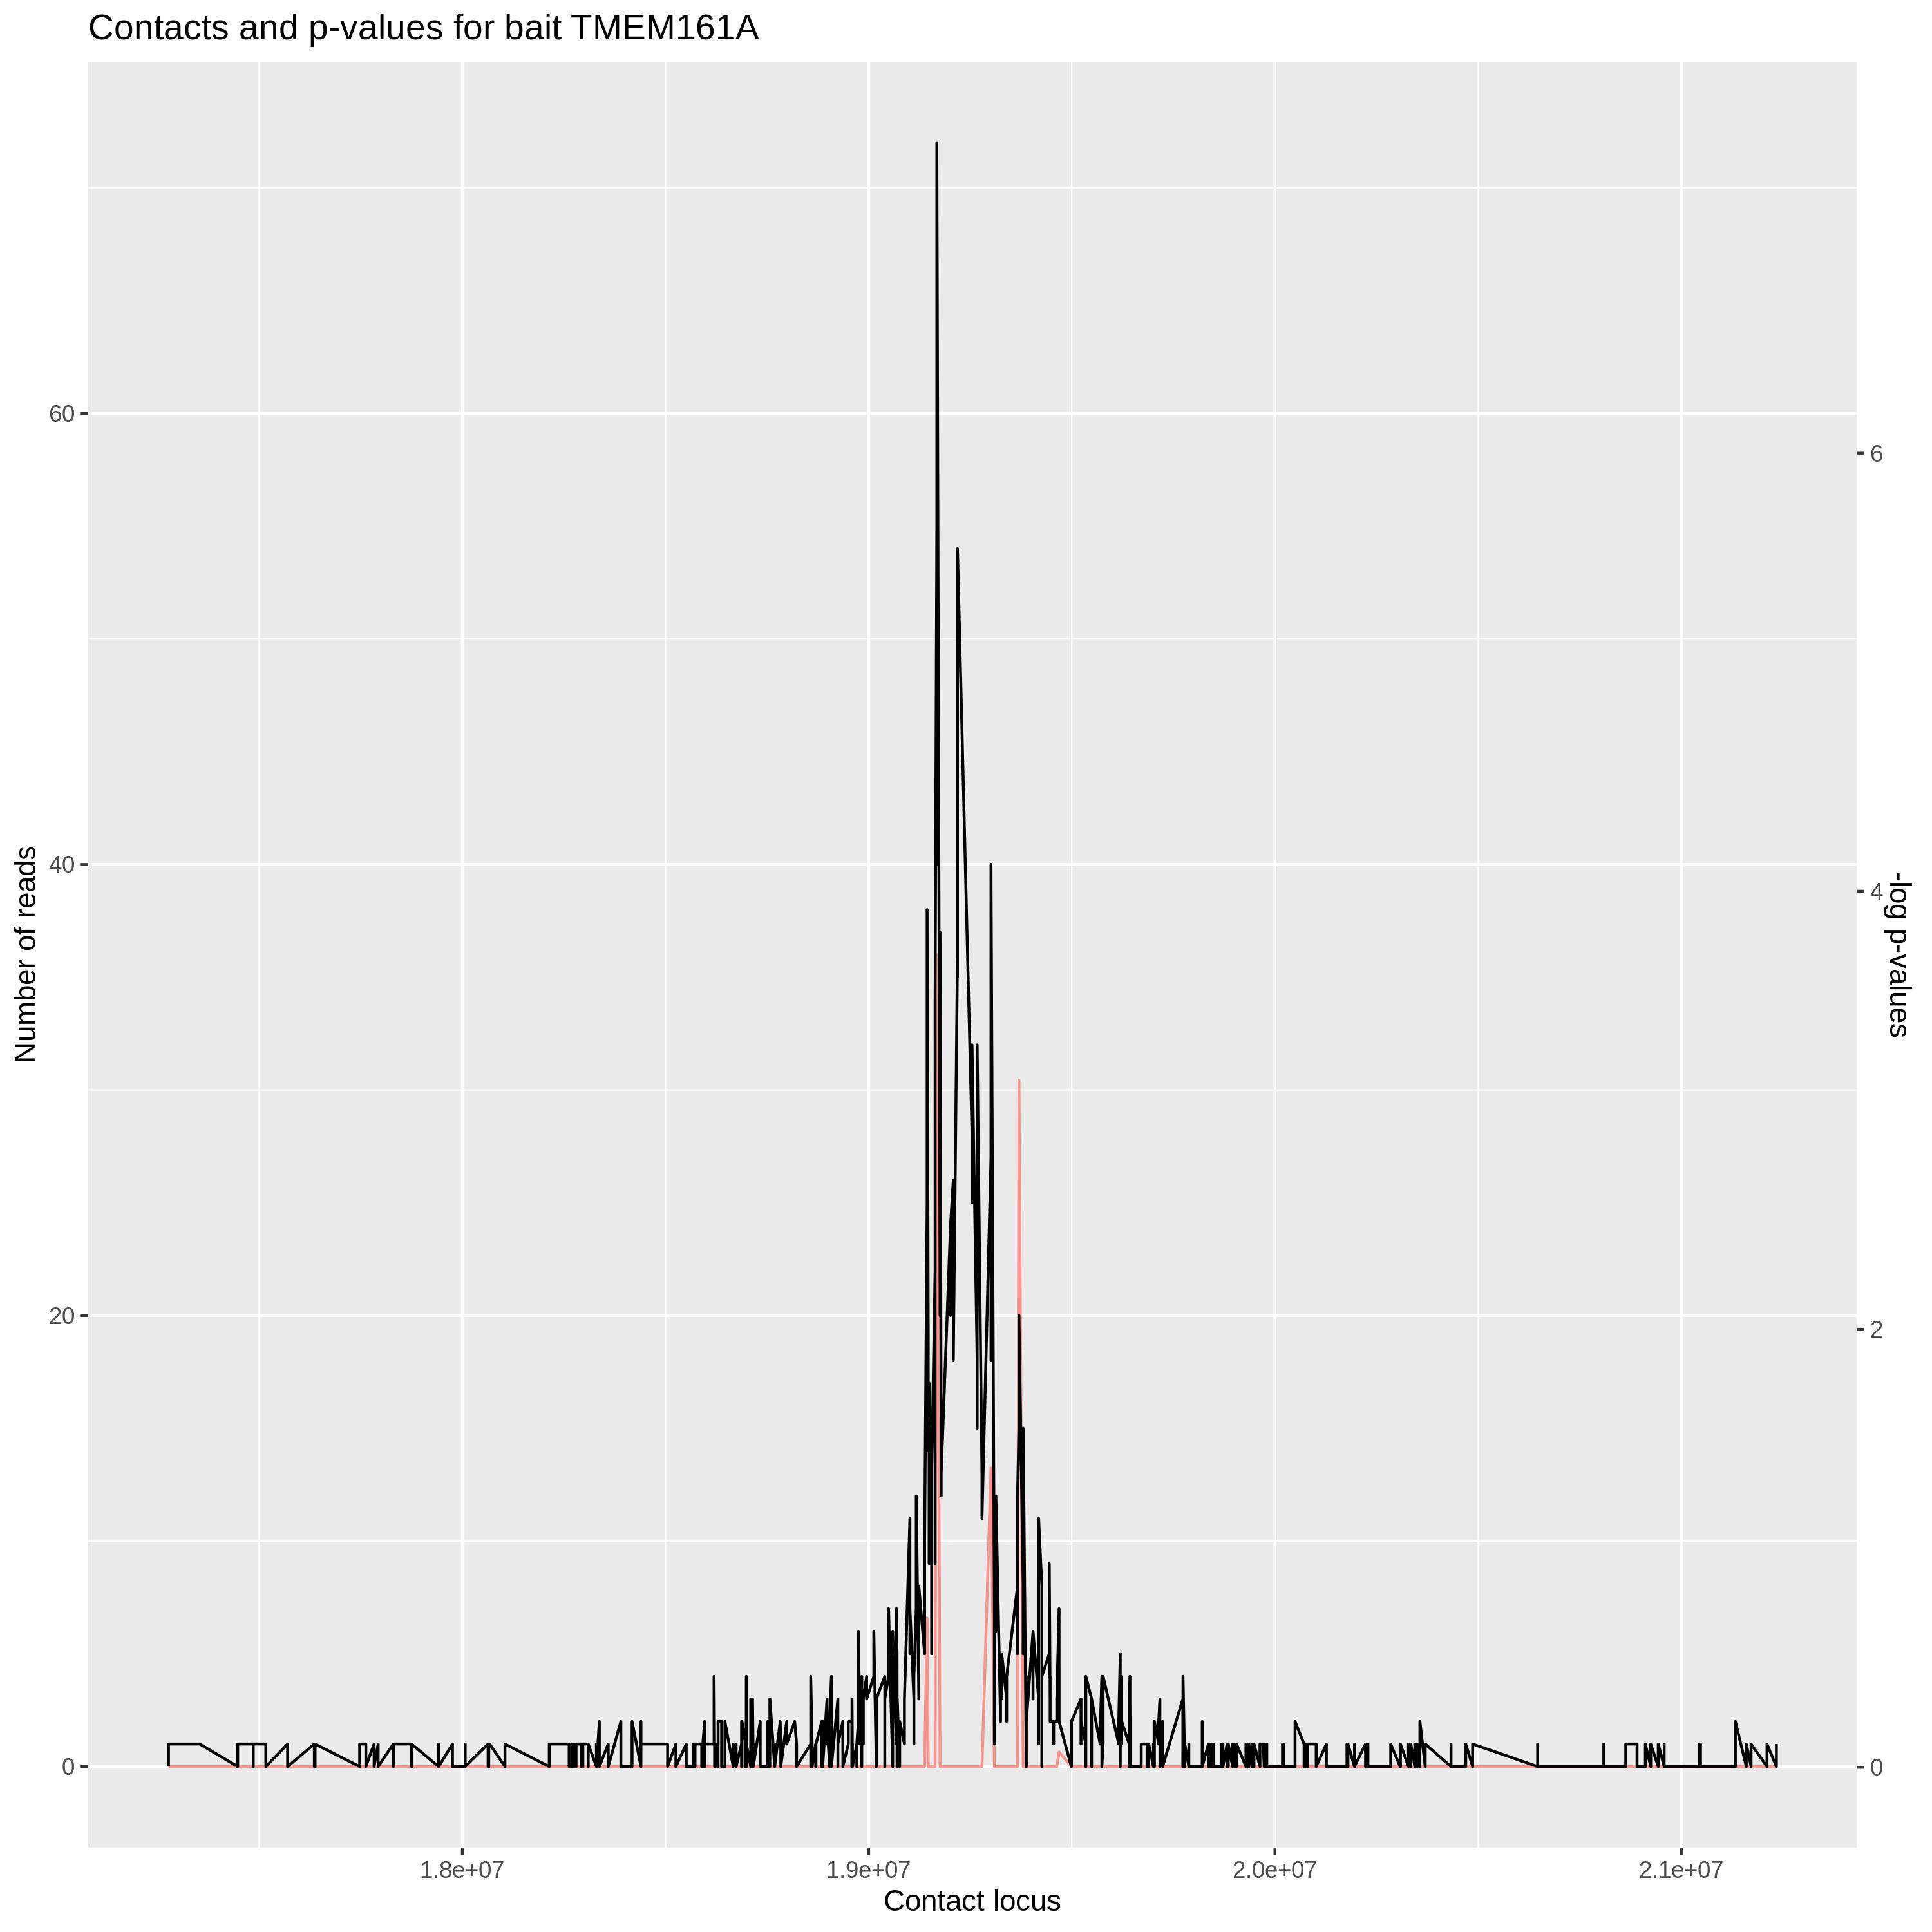 Contacts and p-values for bait TMEM161A
Number of reads
60
40
20
0
6
4
2
0
-log p-values
1.8e+07
1.9e+07
2.0e+07
2.1e+07
Contact locus